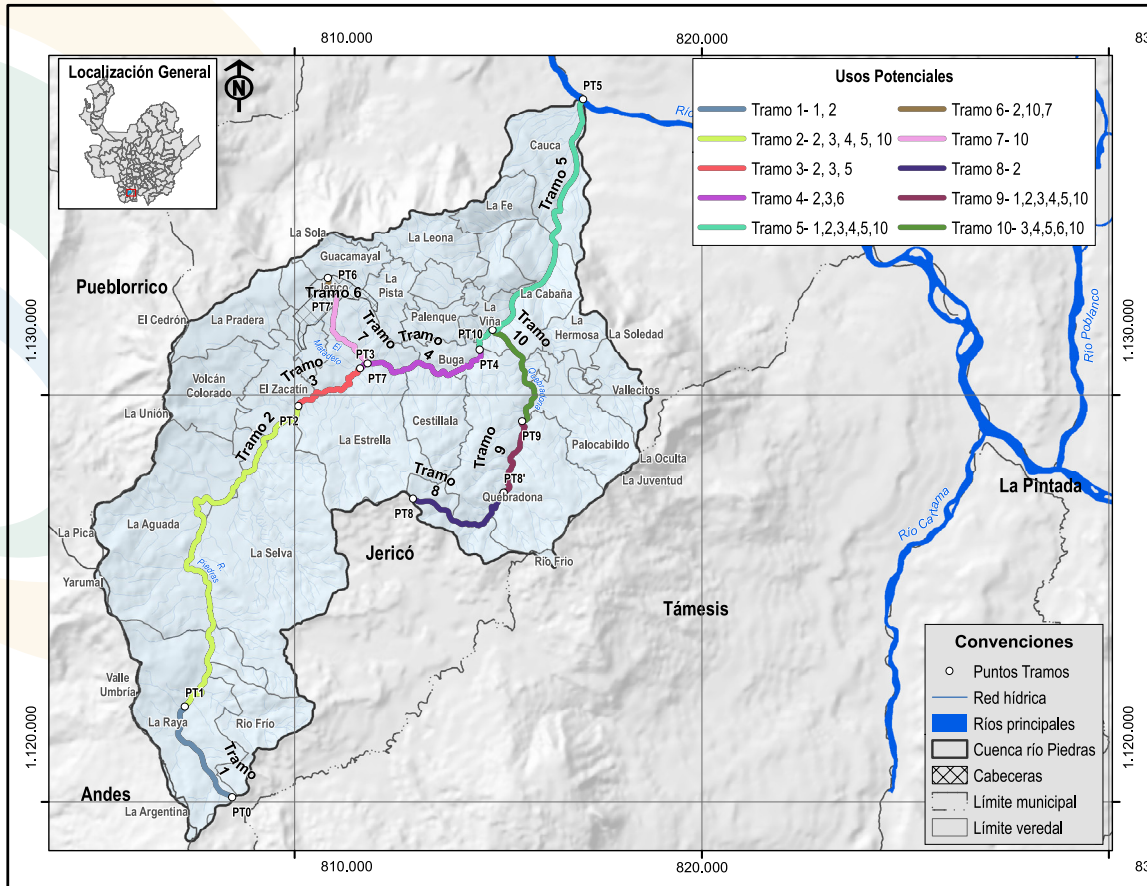 810.000
820.000
83
Localización General
N
PT5
Río
Usos Potenciales
Tramo 1- 1, 2
Tramo 2- 2, 3, 4, 5, 10
Tramo 3- 2, 3, 5
Tramo 4- 2,3,6
Tramo 5- 1,2,3,4,5,10
Tramo 6- 2,10,7
Tramo 7- 10
Tramo 8- 2
Tramo 9- 1,2,3,4,5,10
Tramo 10- 3,4,5,6,10
Cauca
Tramo 5
La Fe
La Sola
La Leona
Guacamayal
PT6
Jericó
Tramo 6
PT7'
La Pista
Pueblorrico
El Cedrón
La Pradera
Palenque
La Viña
La Cabaña
La Hermosa
La Soledad
PT10
Tramo 10
Tramo 7
Tramo 4
Buga
PT4
PT3
PT7
Tramo 3
Volcán Colorado
El Zacatín
PT2
Vallecitos
La Unión
Tramo 2
La Estrella
Cestillala
Tramo 9
PT9
Palocabildo
La Oculta
La Juventud
PT8'
Quebradona
Tramo 8
PT8
Río Poblanco
La Pintada
Río Cartama
La Aguada
La Pica
La Selva
Jericó
Río Frio
Yaruma
R. Piedras
Támesis
Valle Umbría
PT1
La Raya
Rio Frío
Tramo 1
Andes
La Argentina
PT0
1.130.000
1.130.000
1.120.000
1.120.000
Convenciones
Puntos Tramos
Red hídrica
Ríos principales
Cuenca río Piedras
Cabeceras
Límite municipal
Límite veredal
810.000
820.000
83